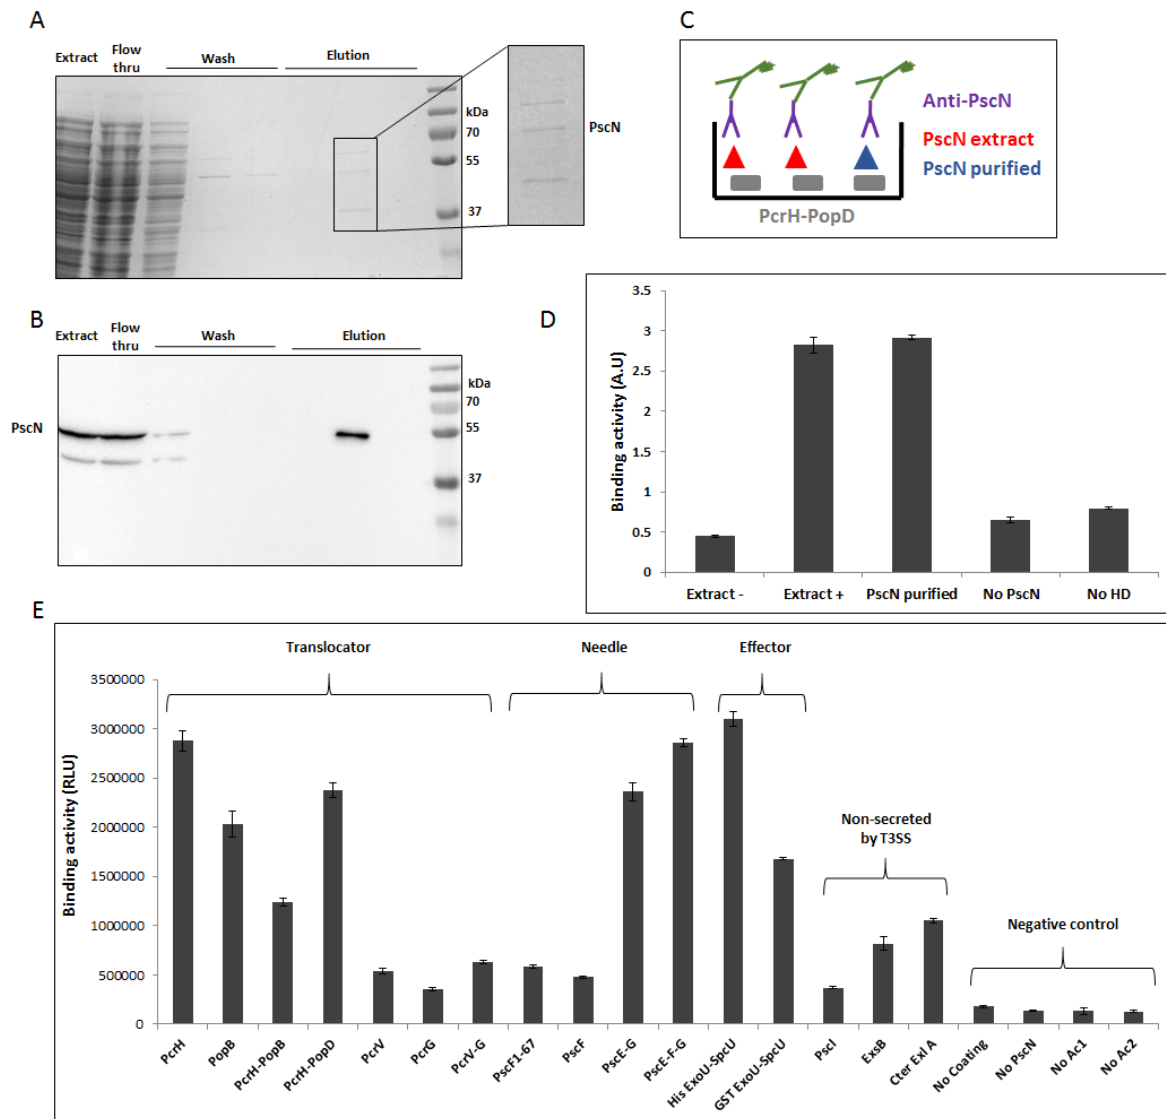 A
Extract
Flow
thru
Wash
Elution
kDa
70
55
37
PscN
B
Extract
Flow
thru
Wash
Elution
PscN
kDa
70
55
37
C
Anti-PscN
PscN extract
PscN purified
PcrH-PopD
D
Binding activity (A.U)
3.5
3
2.5
2
1.5
1
0.5
0
Extract -
Extract +
PscN purified
No PscN
No HD
E
Translocator
Needle
Effector
Non-secreted
by T3SS
Negative control
Binding activity (RLU)
3500000
3000000
2500000
2000000
1500000
1000000
500000
0
PcrH
PopB
PcrH-PopB
PcrH-PopD
PcrV
PcrG
PcrV-G
PscF1-67
PscF
PscE-G
PscE-F-G
His ExoU-SpcU
GST ExoU-SpcU
PscI
ExsB
Cter Exl A
No Coating
No PscN
No Ac1
No Ac2